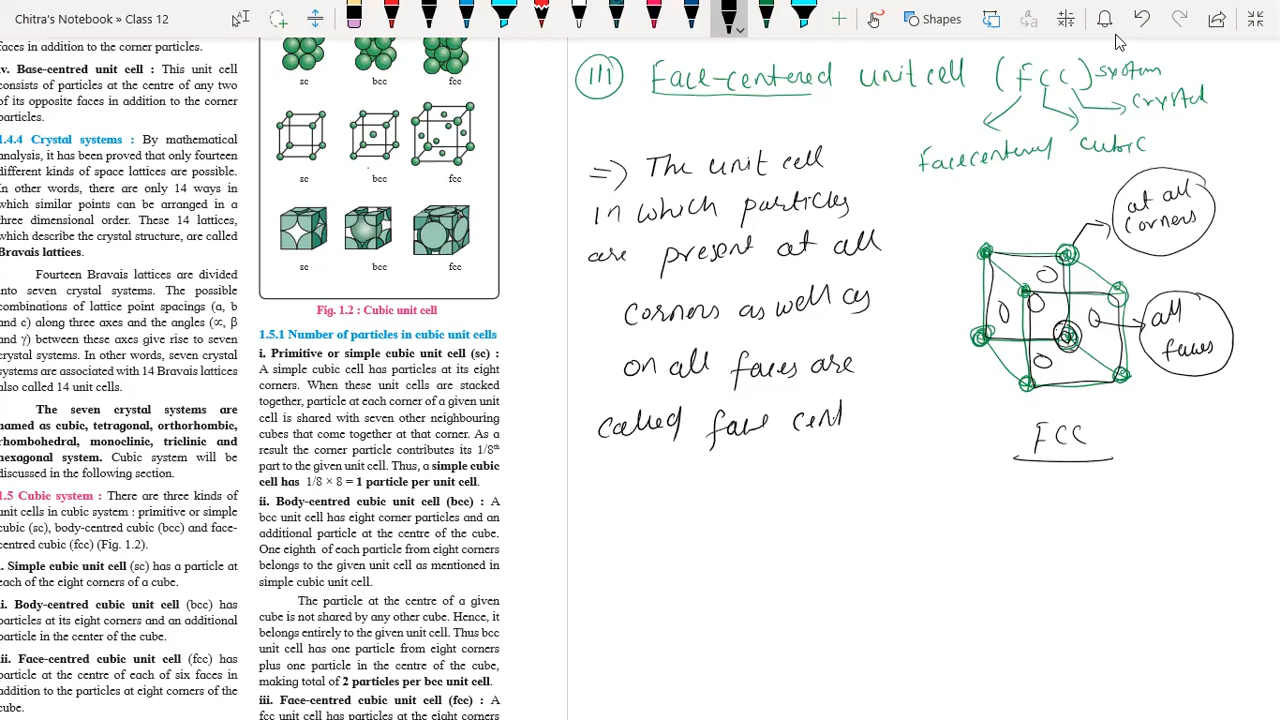 Chitra's Notebook » Class 12
Shapes
faces in addition to the corner particles.
iv. Base-centred unit cell : This unit cell
consists of particles at the centre of any two
of its opposite faces in addition to the corner
particles.
1.4.4 Crystal systems : By mathematical
analysis, it has been proved that only fourteen
different kinds of space lattices are possible.
In other words, there are only 14 ways in
which similar points can be arranged in a
three dimensional order. These 14 lattices,
which describe the crystal structure, are called
Bravais lattices.
Fourteen Bravais lattices are divided
into seven crystal systems. The possible
combinations of lattice point spacings (a, b
and c) along three axes and the angles (∝, β
and γ) between these axes give rise to seven
crystal systems. In other words, seven crystal
systems are associated with 14 Bravais lattices
also called 14 unit cells.
The seven crystal systems are
named as cubic, tetragonal, orthorhombic,
rhombohedral, monoclinic, triclinic and
hexagonal system. Cubic system will be
discussed in the following section.
1.5 Cubic system : There are three kinds of
unit cells in cubic system : primitive or simple
cubic (sc), body-centred cubic (bcc) and face-
centred cubic (fcc) (Fig. 1.2).
i. Simple cubic unit cell (sc) has a particle at
each of the eight corners of a cube.
ii. Body-centred cubic unit cell (bcc) has
particles at its eight corners and an additional
particle in the center of the cube.
iii. Face-centred cubic unit cell (fcc) has
particle at the centre of each of six faces in
addition to the particles at eight corners of the
cube.
sc bcc fcc
sc bcc fcc
sc bcc fcc
Fig. 1.2 : Cubic unit cell
1.5.1 Number of particles in cubic unit cells
i. Primitive or simple cubic unit cell (sc) :
A simple cubic cell has particles at its eight
corners. When these unit cells are stacked
together, particle at each corner of a given unit
cell is shared with seven other neighbouring
cubes that come together at that corner. As a
result the corner particle contributes its 1/8th
part to the given unit cell. Thus, a simple cubic
cell has 1/8 × 8 = 1 particle per unit cell.
ii. Body-centred cubic unit cell (bcc) : A
bcc unit cell has eight corner particles and an
additional particle at the centre of the cube.
One eighth of each particle from eight corners
belongs to the given unit cell as mentioned in
simple cubic unit cell.
The particle at the centre of a given
cube is not shared by any other cube. Hence, it
belongs entirely to the given unit cell. Thus bcc
unit cell has one particle from eight corners
plus one particle in the centre of the cube,
making total of 2 particles per bcc unit cell.
iii. Face-centred cubic unit cell (fcc) : A
fcc unit cell has particles at the eight corners
III Face-centered unit cell (FCC) system
crystal
Facecentered cubic
=) The unit cell
in which particles
are present at all
corners as well as
on all faces are
called face cent
at all
corners
all
faces
FCC